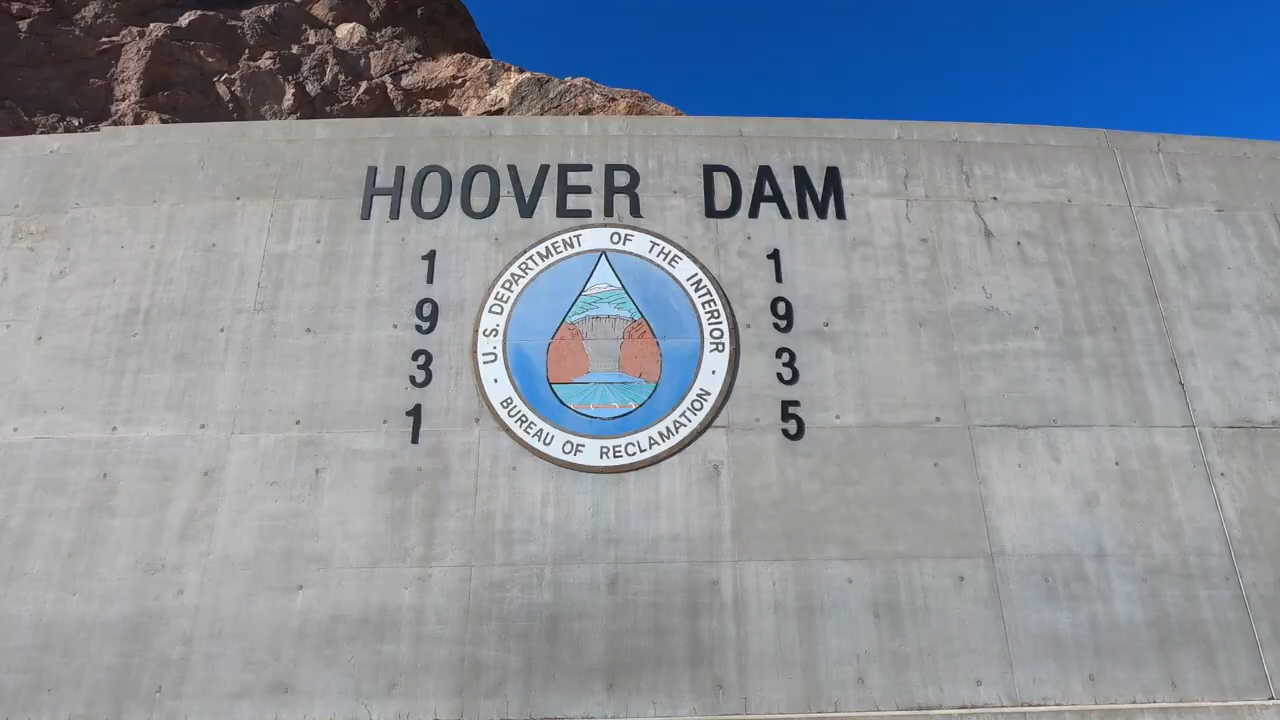 HOOVER DAM
1931
1935
U.S. DEPARTMENT OF THE INTERIOR
· BUREAU OF RECLAMATION ·